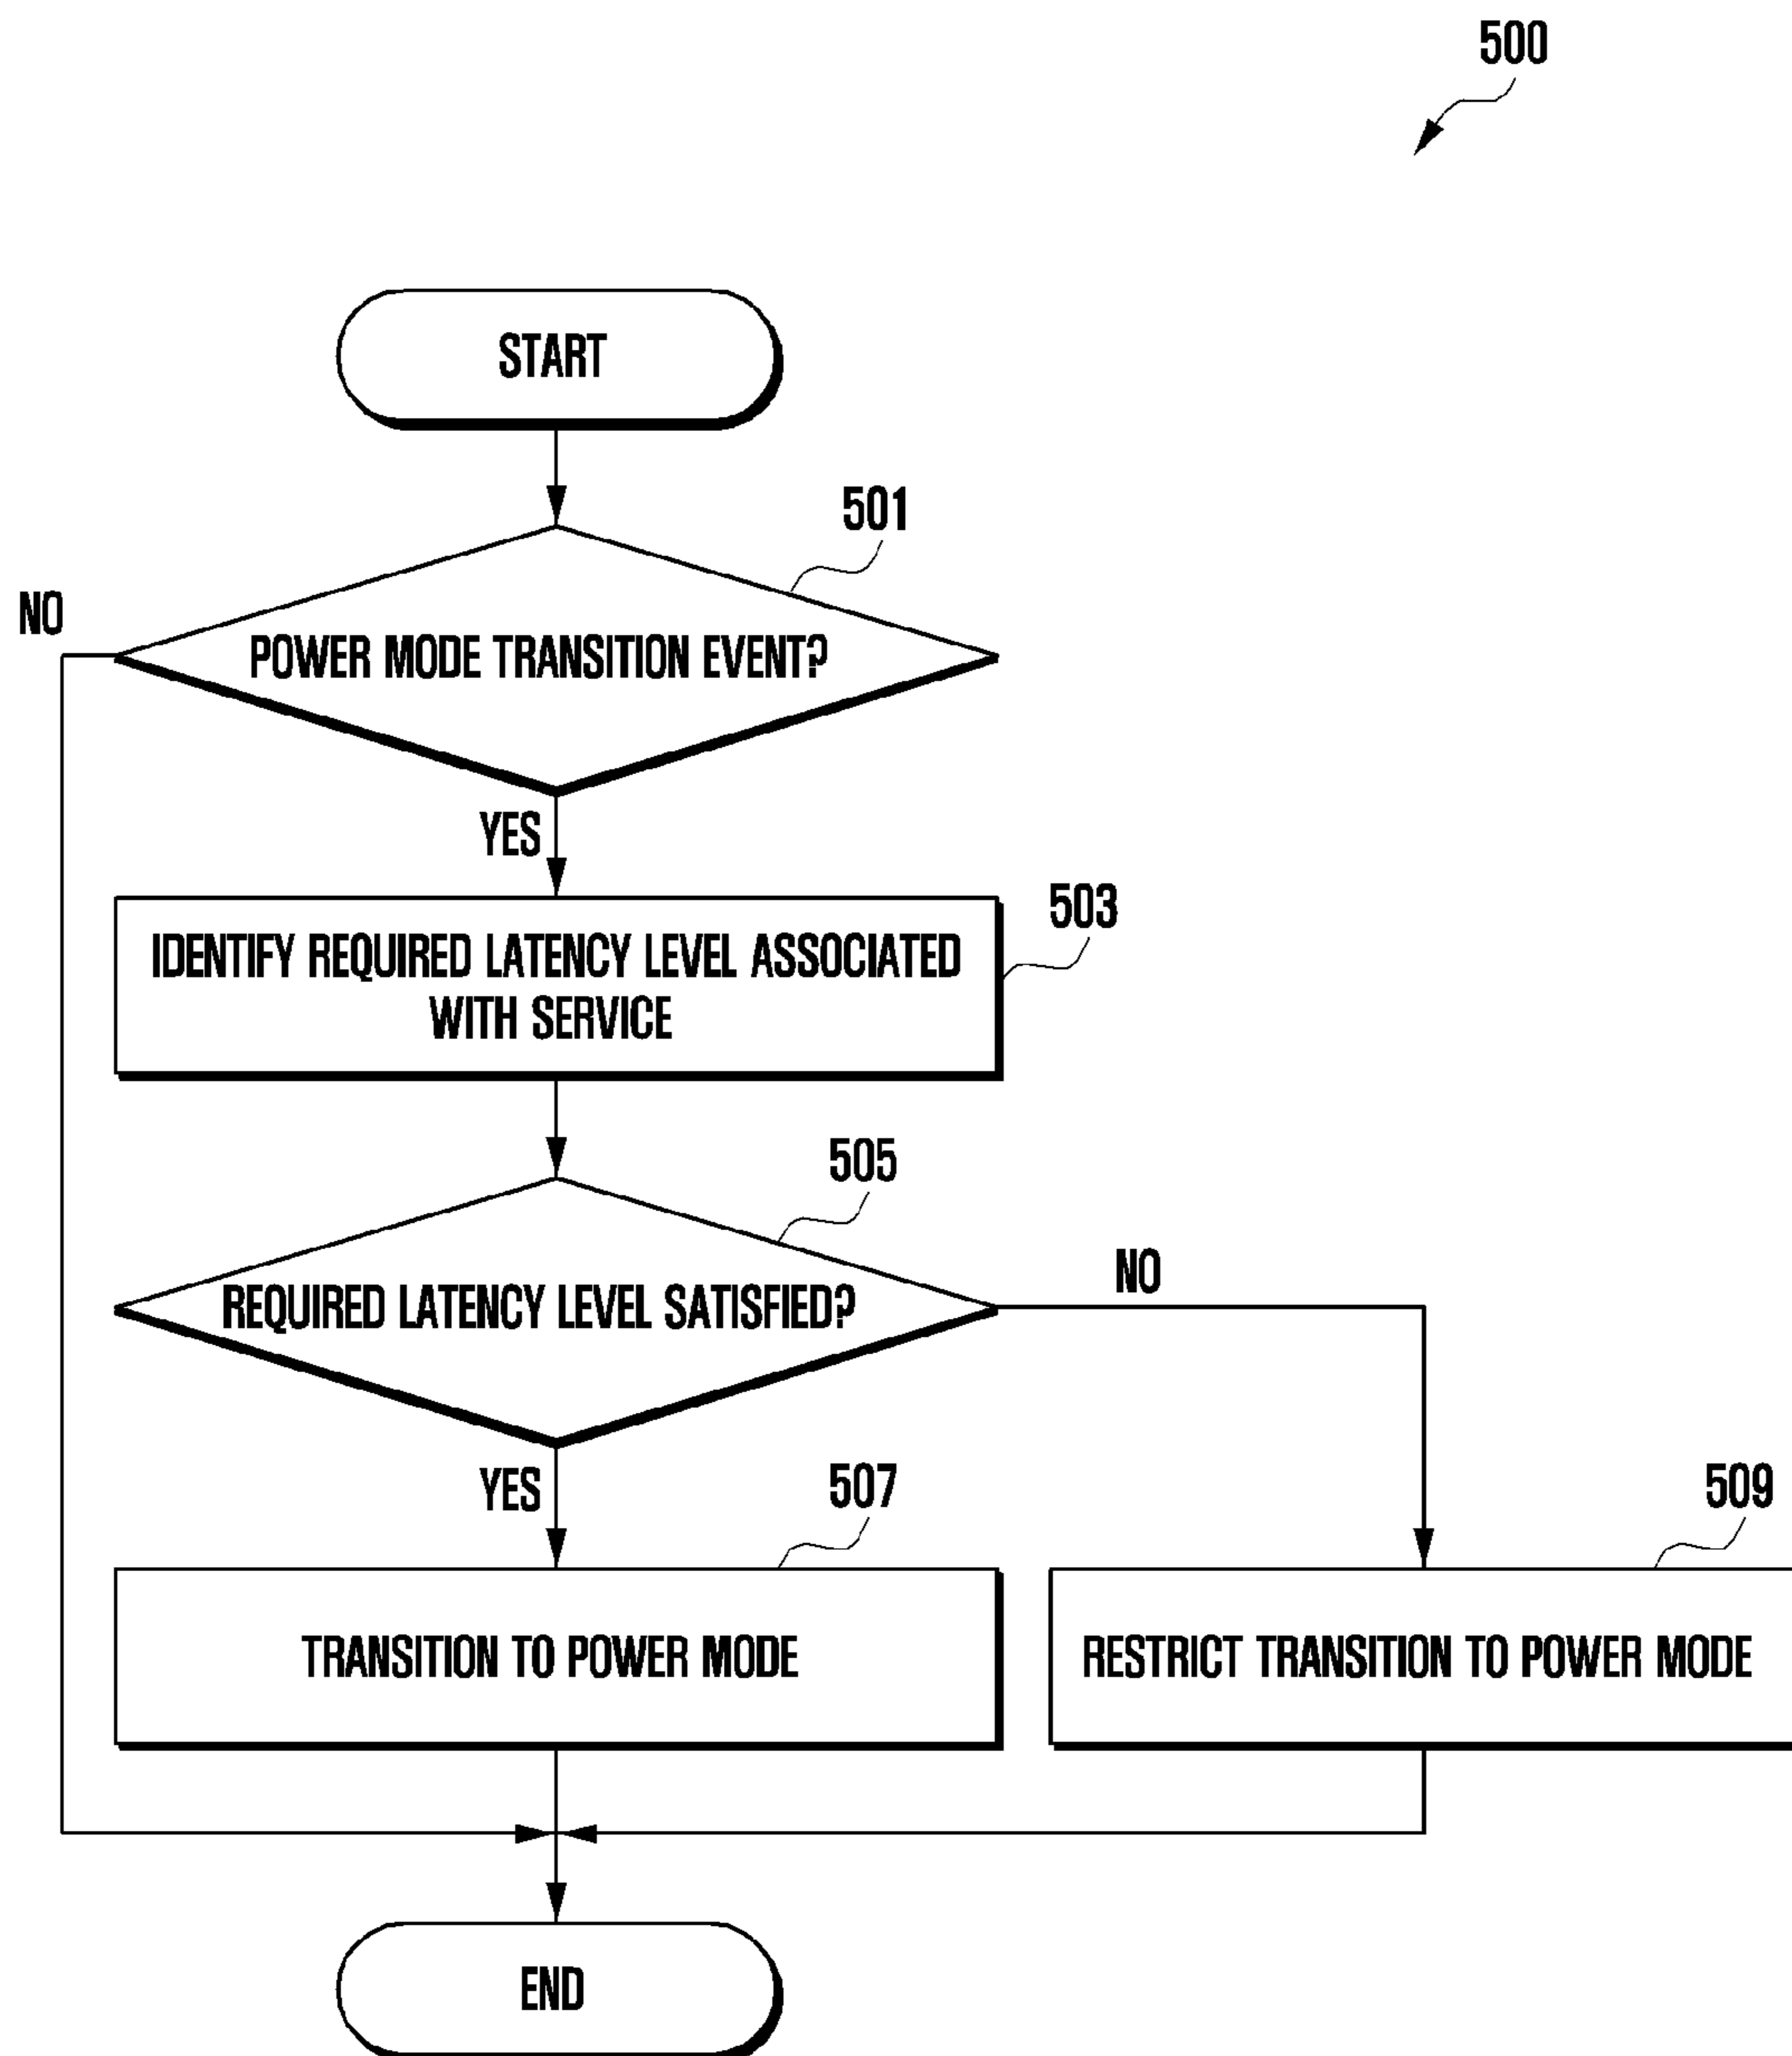 500
START
501
NO
POWER MODE TRANSITION EVENT?
YES
503
IDENTIFY REQUIRED LATENCY LEVEL ASSOCIATED
WITH SERVICE
505
NO
REQUIRED LATENCY LEVEL SATISFIED?
YES
507
509
TRANSITION TO POWER MODE
RESTRICT TRANSITION TO POWER MODE
END